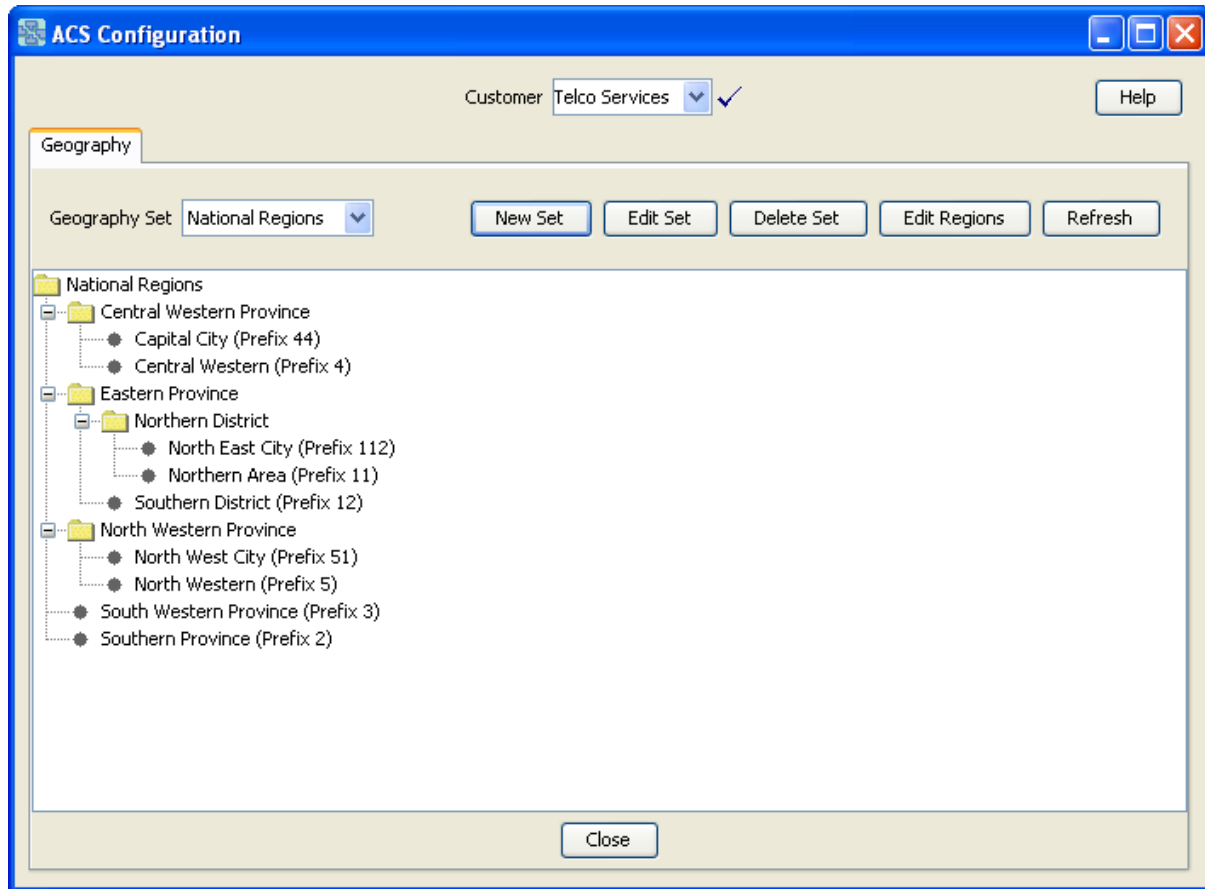 ACS Configuration
Customer Telco Services Help
Geography
Geography Set National Regions New Set Edit Set Delete Set Edit Regions Refresh
National Regions
Central Western Province
Capital City (Prefix 44)
Central Western (Prefix 4)
Eastern Province
Northern District
North East City (Prefix 112)
Northern Area (Prefix 11)
Southern District (Prefix 12)
North Western Province
North West City (Prefix 51)
North Western (Prefix 5)
South Western Province (Prefix 3)
Southern Province (Prefix 2)
Close